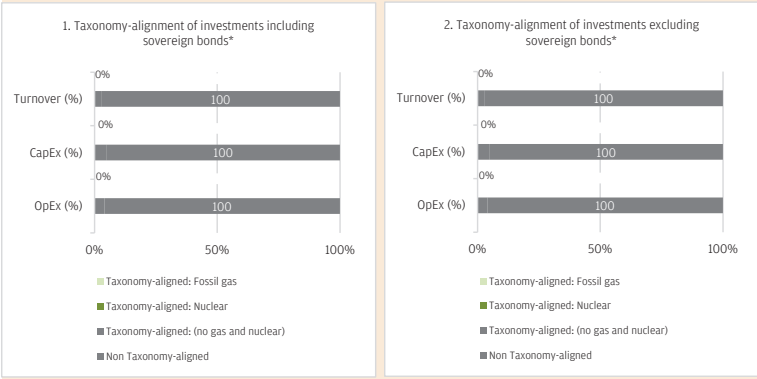 1. Taxonomy-alignment of investments including
sovereign bonds*
0%
Turnover (%)
100
0%
CapEx (%)
100
0%
OpEx (%)
100
0%
50%
100%
Taxonomy-aligned: Fossil gas
Taxonomy-aligned: Nuclear
Taxonomy-aligned: (no gas and nuclear)
Non Taxonomy-aligned
2. Taxonomy-alignment of investments excluding
sovereign bonds*
0%
Turnover (%)
100
0%
CapEx (%)
100
0%
OpEx (%)
100
0%
50%
100%
Taxonomy-aligned: Fossil gas
Taxonomy-aligned: Nuclear
Taxonomy-aligned: (no gas and nuclear)
Non Taxonomy-aligned